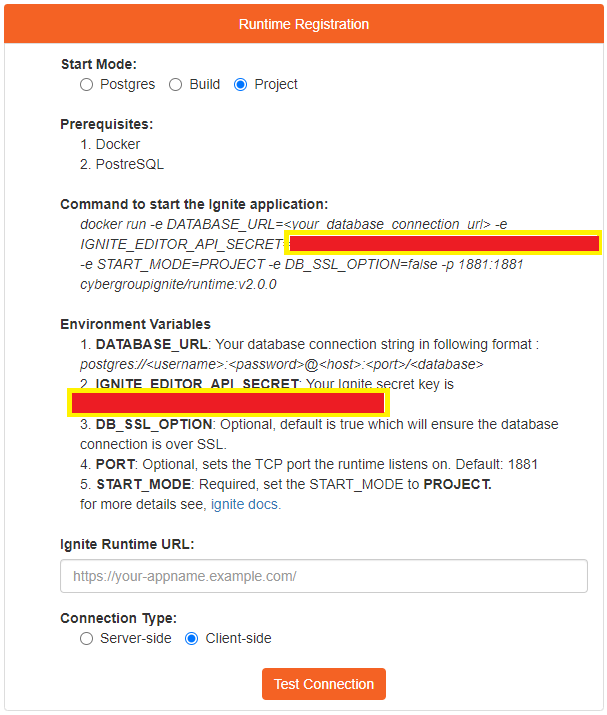 Runtime Registration
Start Mode:
Postgres Build Project
Prerequisites:
1. Docker
2. PostreSQL
Command to start the Ignite application:
docker run -e DATABASE_URL=<your_database_connection_url> -e
IGNITE_EDITOR_API_SECRET=
-e START_MODE=PROJECT -e DB_SSL_OPTION=false -p 1881:1881
cybergroupignite/runtime:v2.0.0
Environment Variables
1. DATABASE_URL: Your database connection string in following format :
postgres://<username>:<password>@<host>:<port>/<database>
2. IGNITE_EDITOR_API_SECRET: Your Ignite secret key is
3. DB_SSL_OPTION: Optional, default is true which will ensure the database
connection is over SSL.
4. PORT: Optional, sets the TCP port the runtime listens on. Default: 1881
5. START_MODE: Required, set the START_MODE to PROJECT.
for more details see, ignite docs.
Ignite Runtime URL:
https://your-appname.example.com/
Connection Type:
Server-side Client-side
Test Connection